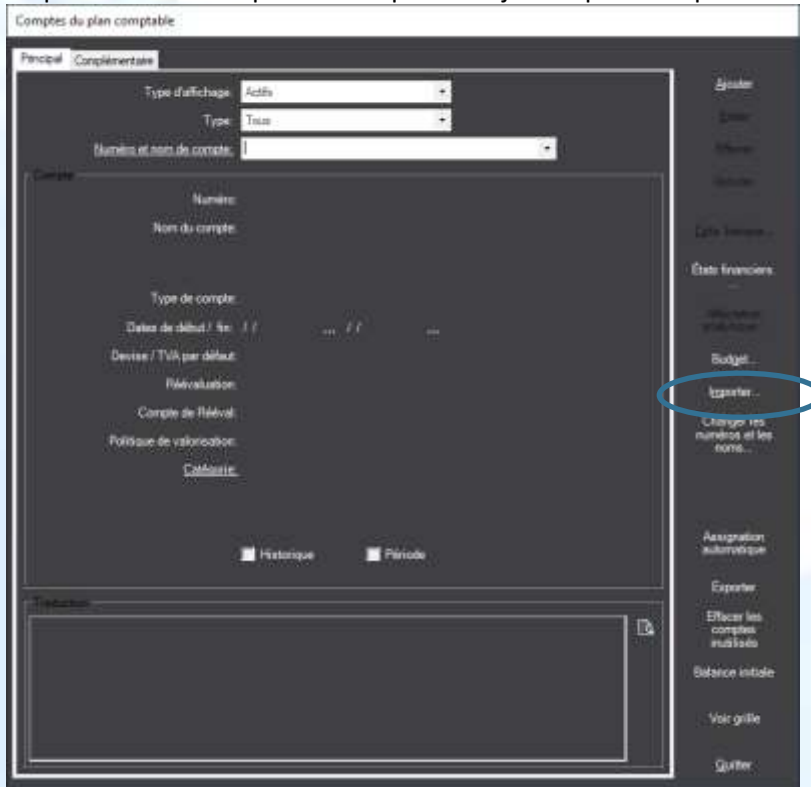 Comptes du plan comptable
Principal Complémentaire
Type d'affichage: Actifs
Type: Tous
Numéro et nom de compte:
Compte
Numéro:
Nom du compte:
Type de compte:
Dates de début / fin: / / ... / / ...
Devise / TVA par défaut:
Réévaluation:
Compte de Rééval:
Politique de valorisation:
Catégorie:
Historique Période
Traduction
Ajouter
États financiers
...
Budget...
Importer...
Changer les
numéros et les
noms...
Assignation
automatique
Exporter
Effacer les
comptes
inutilisés
Balance initiale
Voir grille
Quitter